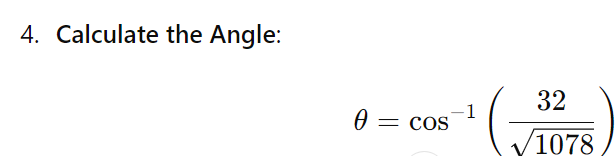 4. Calculate the Angle:
θ = cos⁻¹ (32/√1078)